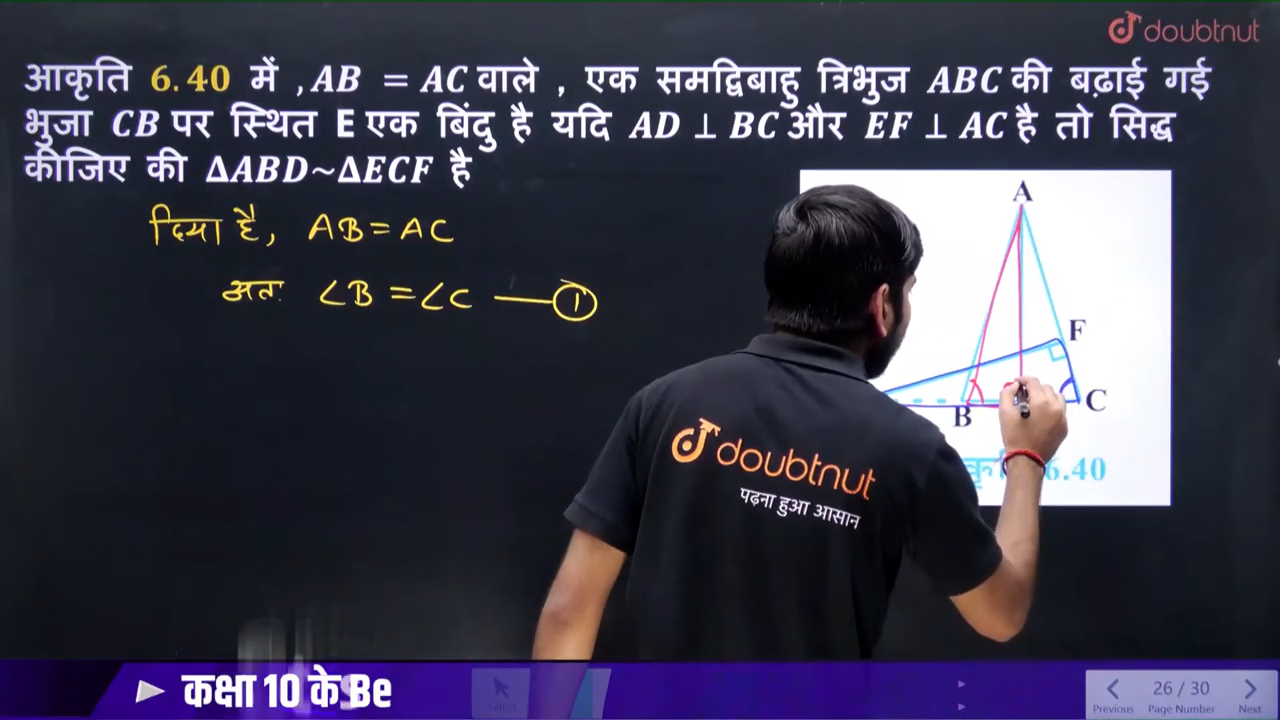 doubtnut
आकृति 6.40 में , AB = AC वाले , एक समद्विबाहु त्रिभुज ABC की बढ़ाई गई
भुजा CB पर स्थित E एक बिंदु है यदि AD ⊥ BC और EF ⊥ AC है तो सिद्ध
कीजिए की ΔABD~ΔECF है
दिया है, AB = AC
अतः ∠B = ∠C — ①
A
F
B
C
6.40
doubtnut
पढ़ना हुआ आसान
कक्षा 10 के Be
Select
26 / 30
Previous Page Number Next